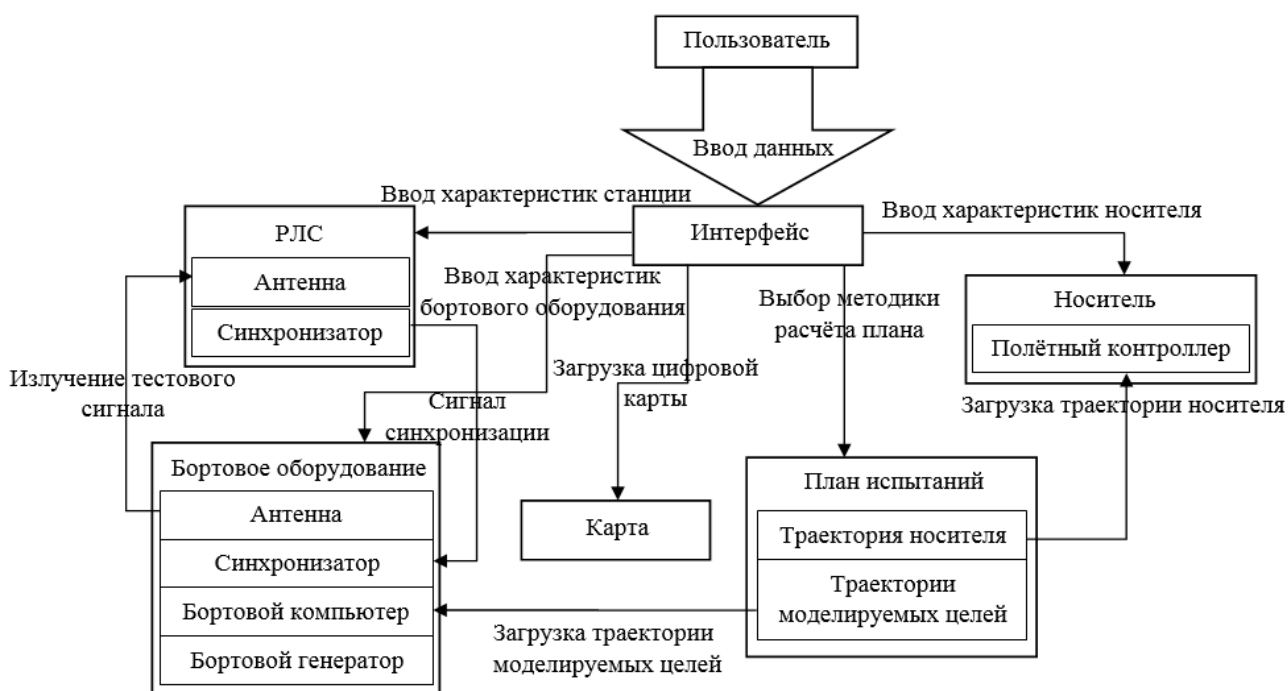 Пользователь
Ввод данных
Ввод характеристик станции
Интерфейс
Ввод характеристик носителя
РЛС
Антенна
Синхронизатор
Ввод характеристик
бортового оборудования
Выбор методики
расчёта плана
Носитель
Полётный контроллер
Излучение тестового
сигнала
Сигнал
синхронизации
Загрузка цифровой
карты
Загрузка траектории носителя
Бортовое оборудование
Антенна
Синхронизатор
Бортовой компьютер
Бортовой генератор
Карта
План испытаний
Траектория носителя
Траектории
моделируемых целей
Загрузка траектории
моделируемых целей